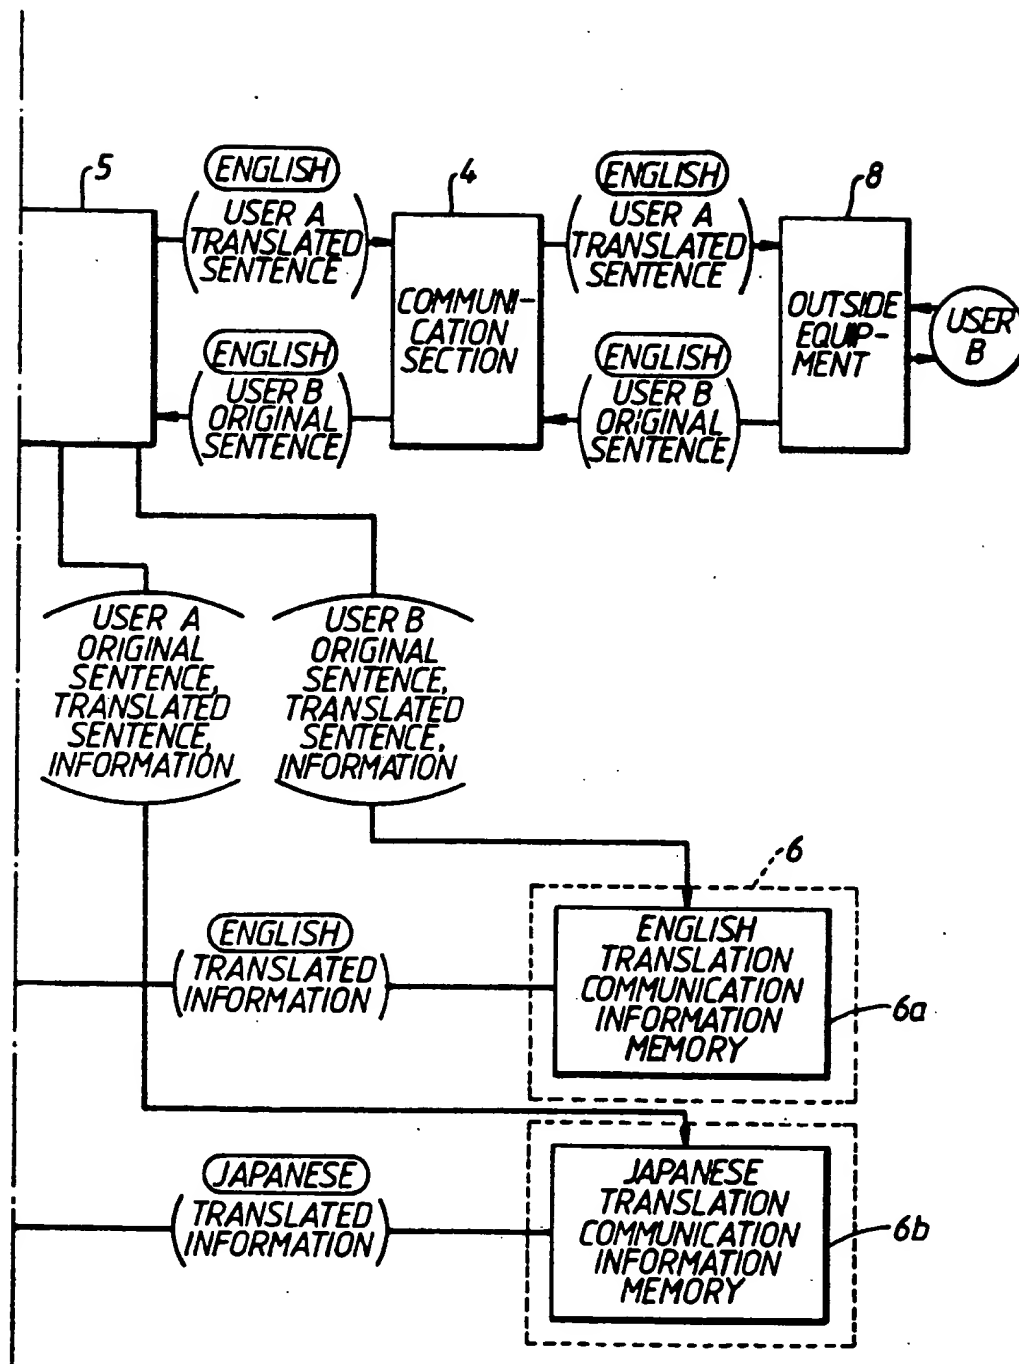 5
ENGLISH
USER A
TRANSLATED
SENTENCE
ENGLISH
USER B
ORIGINAL
SENTENCE
4
COMMUNI-
CATION
SECTION
ENGLISH
USER A
TRANSLATED
SENTENCE
ENGLISH
USER B
ORIGINAL
SENTENCE
8
OUTSIDE
EQUIP-
MENT
USER
B
USER A
ORIGINAL
SENTENCE,
TRANSLATED
SENTENCE,
INFORMATION
USER B
ORIGINAL
SENTENCE,
TRANSLATED
SENTENCE,
INFORMATION
6
ENGLISH
TRANSLATED
INFORMATION
ENGLISH
TRANSLATION
COMMUNICATION
INFORMATION
MEMORY
6a
JAPANESE
TRANSLATED
INFORMATION
JAPANESE
TRANSLATION
COMMUNICATION
INFORMATION
MEMORY
6b